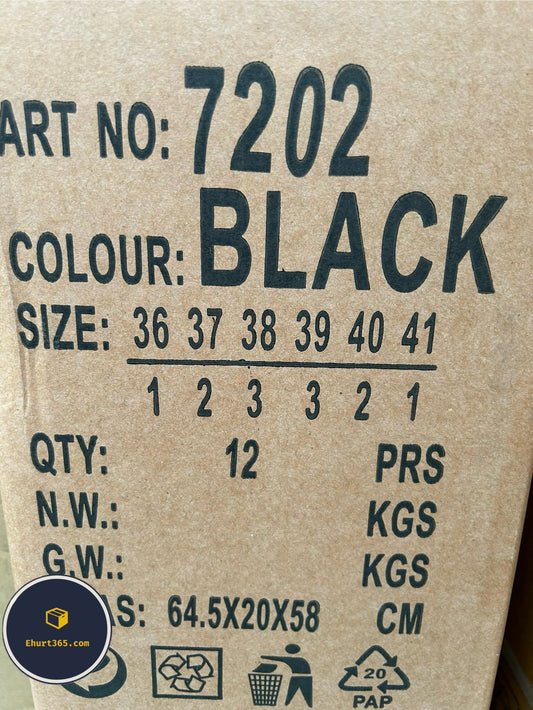 ART NO: 7202
COLOUR: BLACK
SIZE: 36 37 38 39 40 41
1 2 3 3 2 1
QTY: 12 PRS
N.W.: KGS
G.W.: KGS
AS: 64.5X20X58 CM
Ehurt365.com
20
PAP